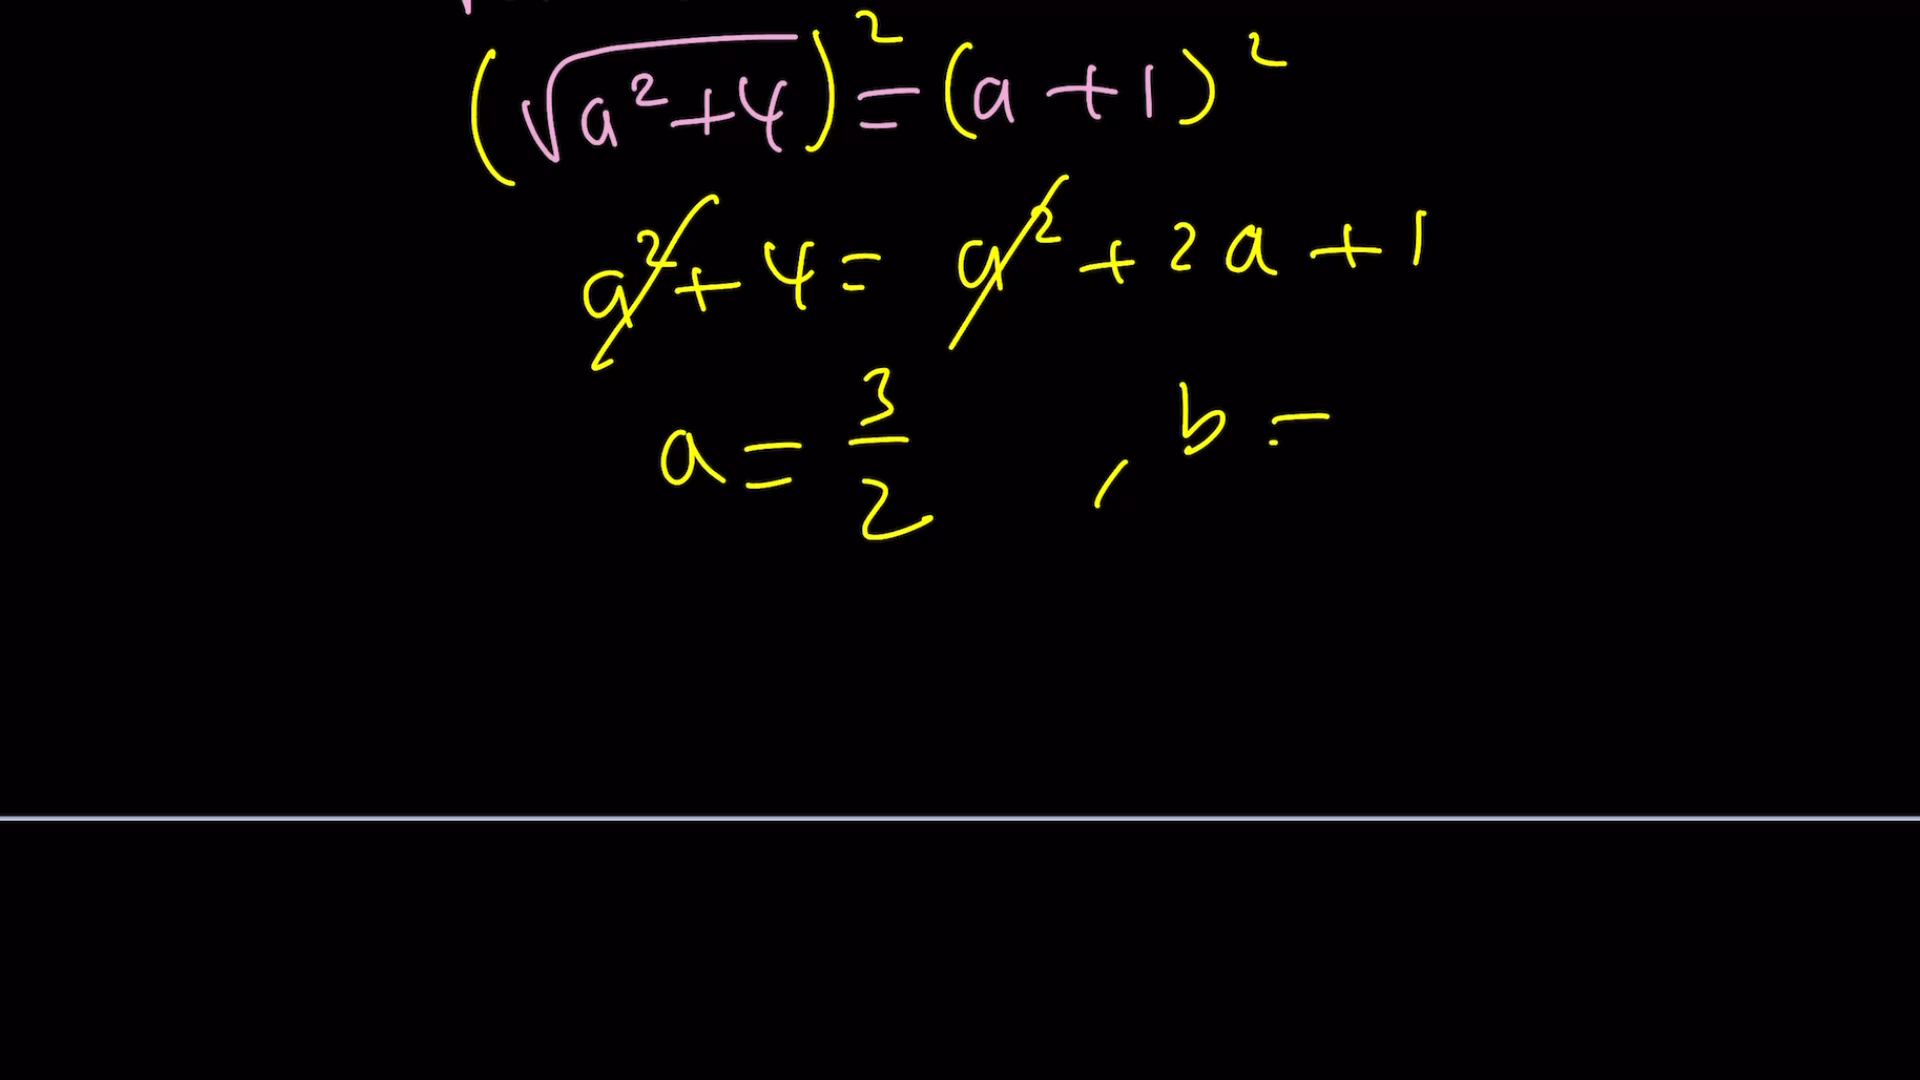 (√a²+4)² = (a+1)²
a²+4 = a²+2a+1
a = 3/2 , b =